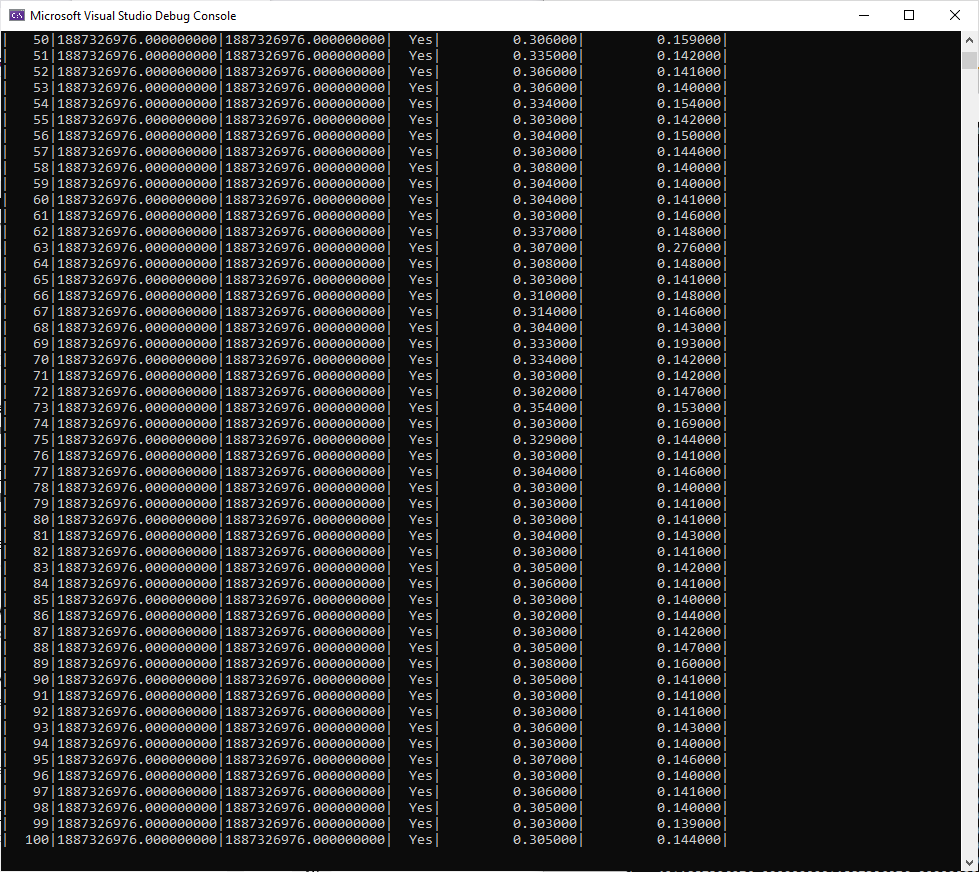 Microsoft Visual Studio Debug Console
| 50|1887326976.000000000|1887326976.000000000| Yes| 0.306000| 0.159000|
| 51|1887326976.000000000|1887326976.000000000| Yes| 0.335000| 0.142000|
| 52|1887326976.000000000|1887326976.000000000| Yes| 0.306000| 0.141000|
| 53|1887326976.000000000|1887326976.000000000| Yes| 0.306000| 0.140000|
| 54|1887326976.000000000|1887326976.000000000| Yes| 0.334000| 0.154000|
| 55|1887326976.000000000|1887326976.000000000| Yes| 0.303000| 0.142000|
| 56|1887326976.000000000|1887326976.000000000| Yes| 0.304000| 0.150000|
| 57|1887326976.000000000|1887326976.000000000| Yes| 0.303000| 0.144000|
| 58|1887326976.000000000|1887326976.000000000| Yes| 0.308000| 0.140000|
| 59|1887326976.000000000|1887326976.000000000| Yes| 0.304000| 0.140000|
| 60|1887326976.000000000|1887326976.000000000| Yes| 0.304000| 0.141000|
| 61|1887326976.000000000|1887326976.000000000| Yes| 0.303000| 0.146000|
| 62|1887326976.000000000|1887326976.000000000| Yes| 0.337000| 0.148000|
| 63|1887326976.000000000|1887326976.000000000| Yes| 0.307000| 0.276000|
| 64|1887326976.000000000|1887326976.000000000| Yes| 0.308000| 0.148000|
| 65|1887326976.000000000|1887326976.000000000| Yes| 0.303000| 0.141000|
| 66|1887326976.000000000|1887326976.000000000| Yes| 0.310000| 0.148000|
| 67|1887326976.000000000|1887326976.000000000| Yes| 0.314000| 0.146000|
| 68|1887326976.000000000|1887326976.000000000| Yes| 0.304000| 0.143000|
| 69|1887326976.000000000|1887326976.000000000| Yes| 0.333000| 0.193000|
| 70|1887326976.000000000|1887326976.000000000| Yes| 0.334000| 0.142000|
| 71|1887326976.000000000|1887326976.000000000| Yes| 0.303000| 0.142000|
| 72|1887326976.000000000|1887326976.000000000| Yes| 0.302000| 0.147000|
| 73|1887326976.000000000|1887326976.000000000| Yes| 0.354000| 0.153000|
| 74|1887326976.000000000|1887326976.000000000| Yes| 0.303000| 0.169000|
| 75|1887326976.000000000|1887326976.000000000| Yes| 0.329000| 0.144000|
| 76|1887326976.000000000|1887326976.000000000| Yes| 0.303000| 0.141000|
| 77|1887326976.000000000|1887326976.000000000| Yes| 0.304000| 0.146000|
| 78|1887326976.000000000|1887326976.000000000| Yes| 0.303000| 0.140000|
| 79|1887326976.000000000|1887326976.000000000| Yes| 0.303000| 0.141000|
| 80|1887326976.000000000|1887326976.000000000| Yes| 0.303000| 0.141000|
| 81|1887326976.000000000|1887326976.000000000| Yes| 0.304000| 0.143000|
| 82|1887326976.000000000|1887326976.000000000| Yes| 0.303000| 0.141000|
| 83|1887326976.000000000|1887326976.000000000| Yes| 0.305000| 0.142000|
| 84|1887326976.000000000|1887326976.000000000| Yes| 0.306000| 0.141000|
| 85|1887326976.000000000|1887326976.000000000| Yes| 0.303000| 0.140000|
| 86|1887326976.000000000|1887326976.000000000| Yes| 0.302000| 0.144000|
| 87|1887326976.000000000|1887326976.000000000| Yes| 0.303000| 0.142000|
| 88|1887326976.000000000|1887326976.000000000| Yes| 0.305000| 0.147000|
| 89|1887326976.000000000|1887326976.000000000| Yes| 0.308000| 0.160000|
| 90|1887326976.000000000|1887326976.000000000| Yes| 0.305000| 0.141000|
| 91|1887326976.000000000|1887326976.000000000| Yes| 0.303000| 0.141000|
| 92|1887326976.000000000|1887326976.000000000| Yes| 0.303000| 0.141000|
| 93|1887326976.000000000|1887326976.000000000| Yes| 0.306000| 0.143000|
| 94|1887326976.000000000|1887326976.000000000| Yes| 0.303000| 0.140000|
| 95|1887326976.000000000|1887326976.000000000| Yes| 0.307000| 0.146000|
| 96|1887326976.000000000|1887326976.000000000| Yes| 0.303000| 0.140000|
| 97|1887326976.000000000|1887326976.000000000| Yes| 0.306000| 0.141000|
| 98|1887326976.000000000|1887326976.000000000| Yes| 0.305000| 0.140000|
| 99|1887326976.000000000|1887326976.000000000| Yes| 0.303000| 0.139000|
| 100|1887326976.000000000|1887326976.000000000| Yes| 0.305000| 0.144000|